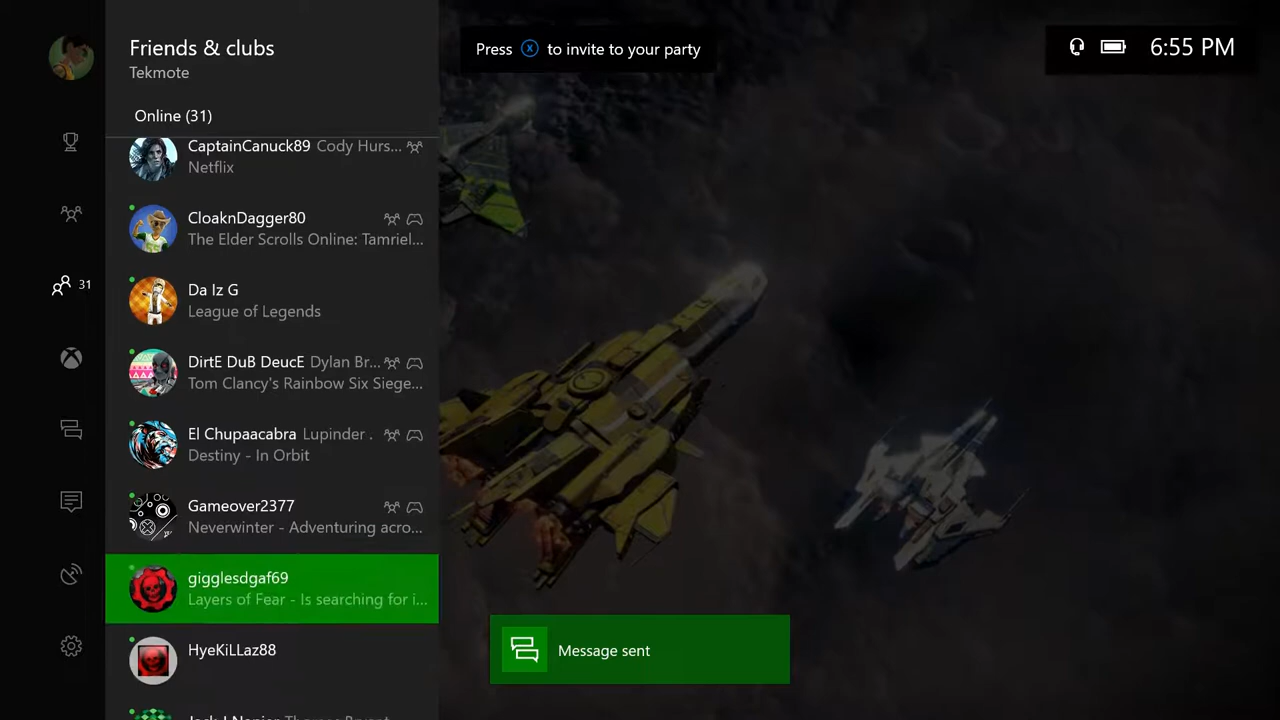 Friends & clubs
Tekmote
Online (31)
CaptainCanuck89 Cody Hurs...
Netflix
CloaknDagger80
The Elder Scrolls Online: Tamriel...
Da Iz G
League of Legends
DirtE DuB DeucE Dylan Br...
Tom Clancy's Rainbow Six Siege...
El Chupaacabra Lupinder .
Destiny - In Orbit
Gameover2377
Neverwinter - Adventuring acro...
gigglesdgaf69
Layers of Fear - Is searching for i...
HyeKiLLaz88
31
Press X to invite to your party
6:55 PM
Message sent